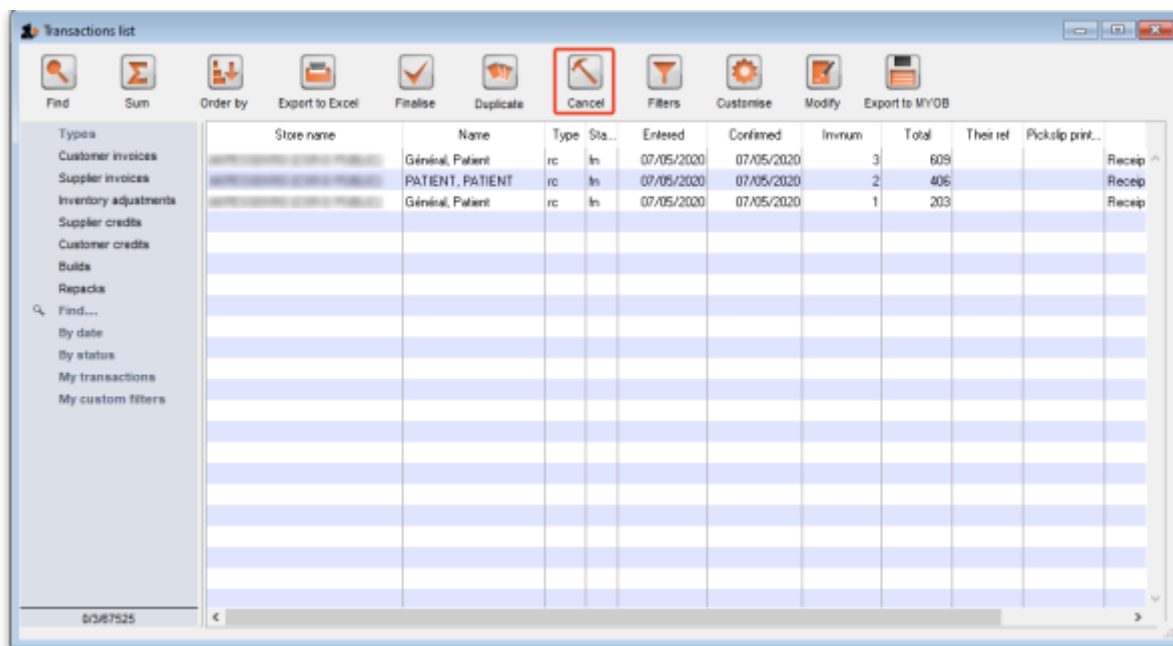 Transactions list
Find Sum Order by Export to Excel Finalise Duplicate Cancel Filters Customise Modify Export to MYOB
Types
Customer invoices
Supplier invoices
Inventory adjustments
Supplier credits
Customer credits
Builds
Repacks
Find....
By date
By status
My transactions
My custom filters
0/3/67525
Store name Name Type Sta... Entered Confirmed Invnum Total Their ref Pickslip print...
Général, Patient rc fn 07/05/2020 07/05/2020 3 609 Receip
PATIENT, PATIENT rc fn 07/05/2020 07/05/2020 2 406 Receip
Général, Patient rc fn 07/05/2020 07/05/2020 1 203 Receip